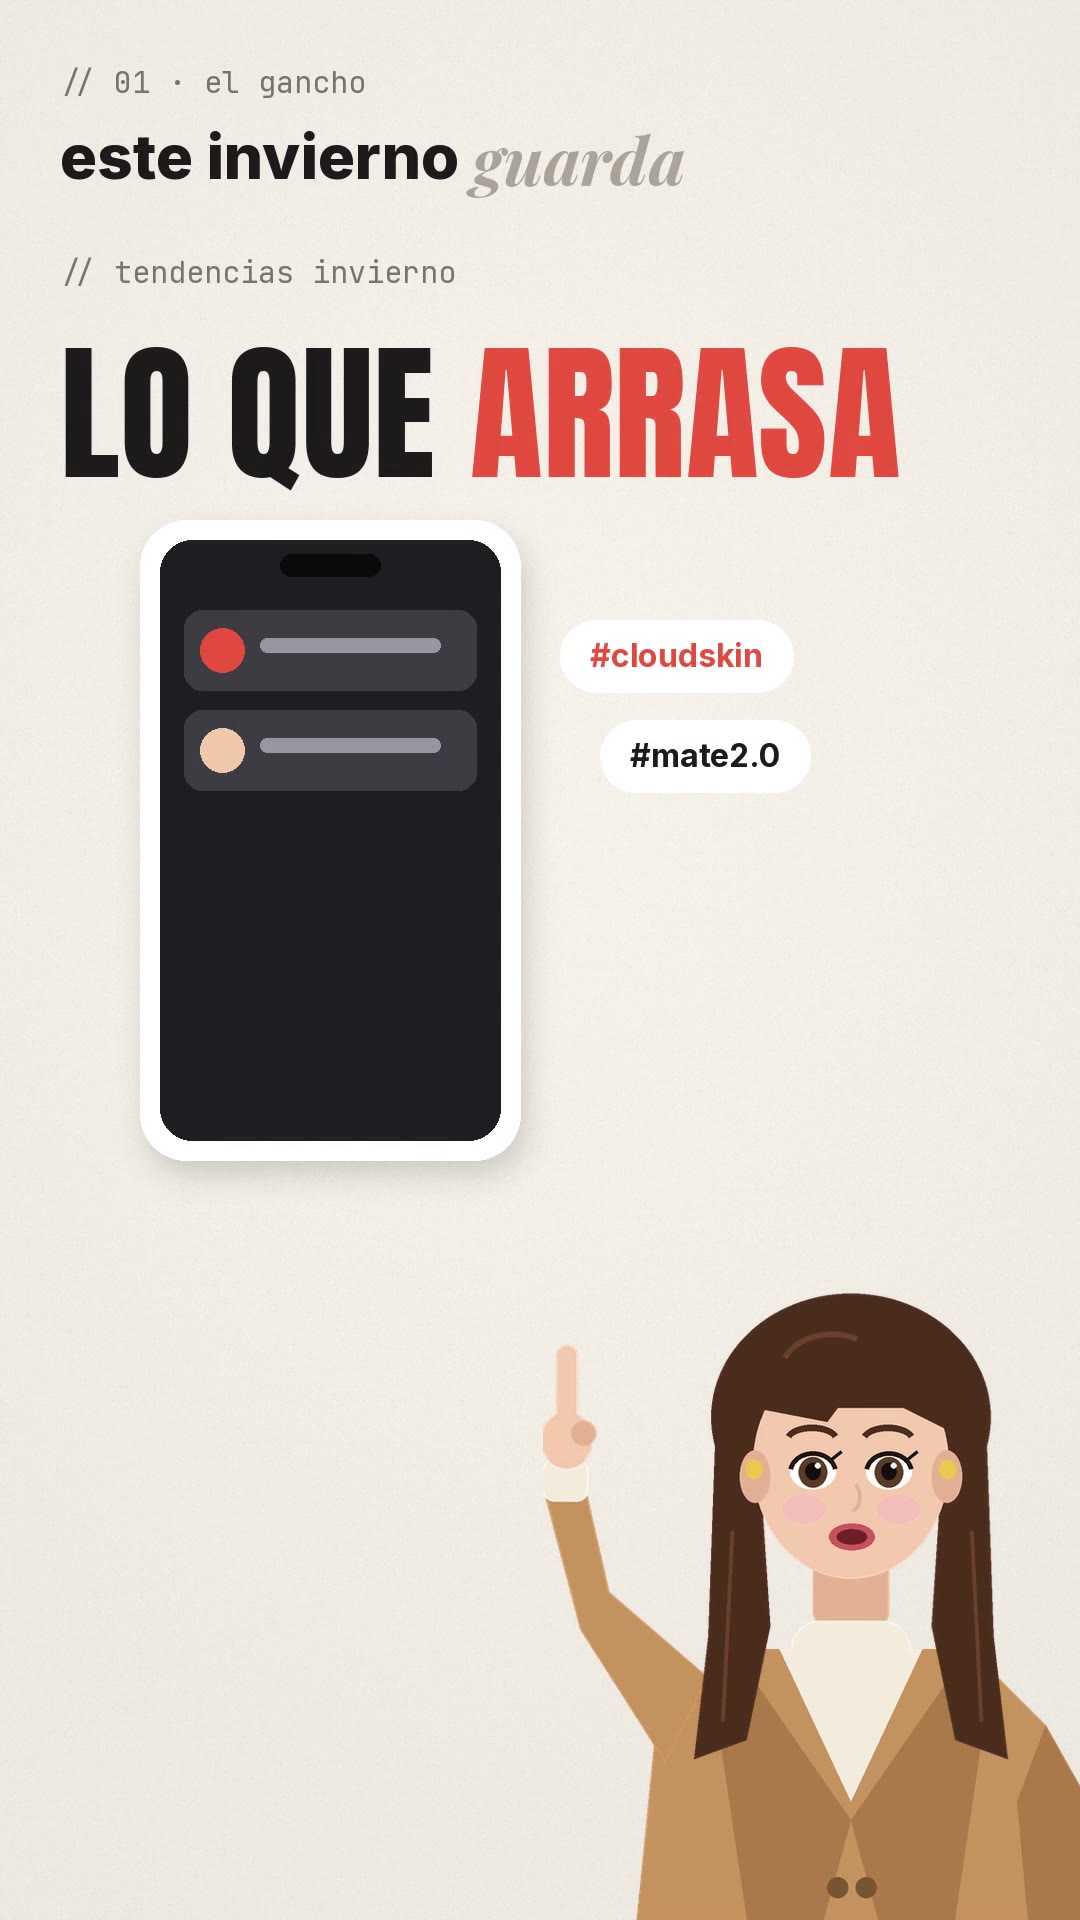 // 01 · el gancho
este invierno guarda
// tendencias invierno
LO QUE ARRASA
#cloudskin
#mate2.0